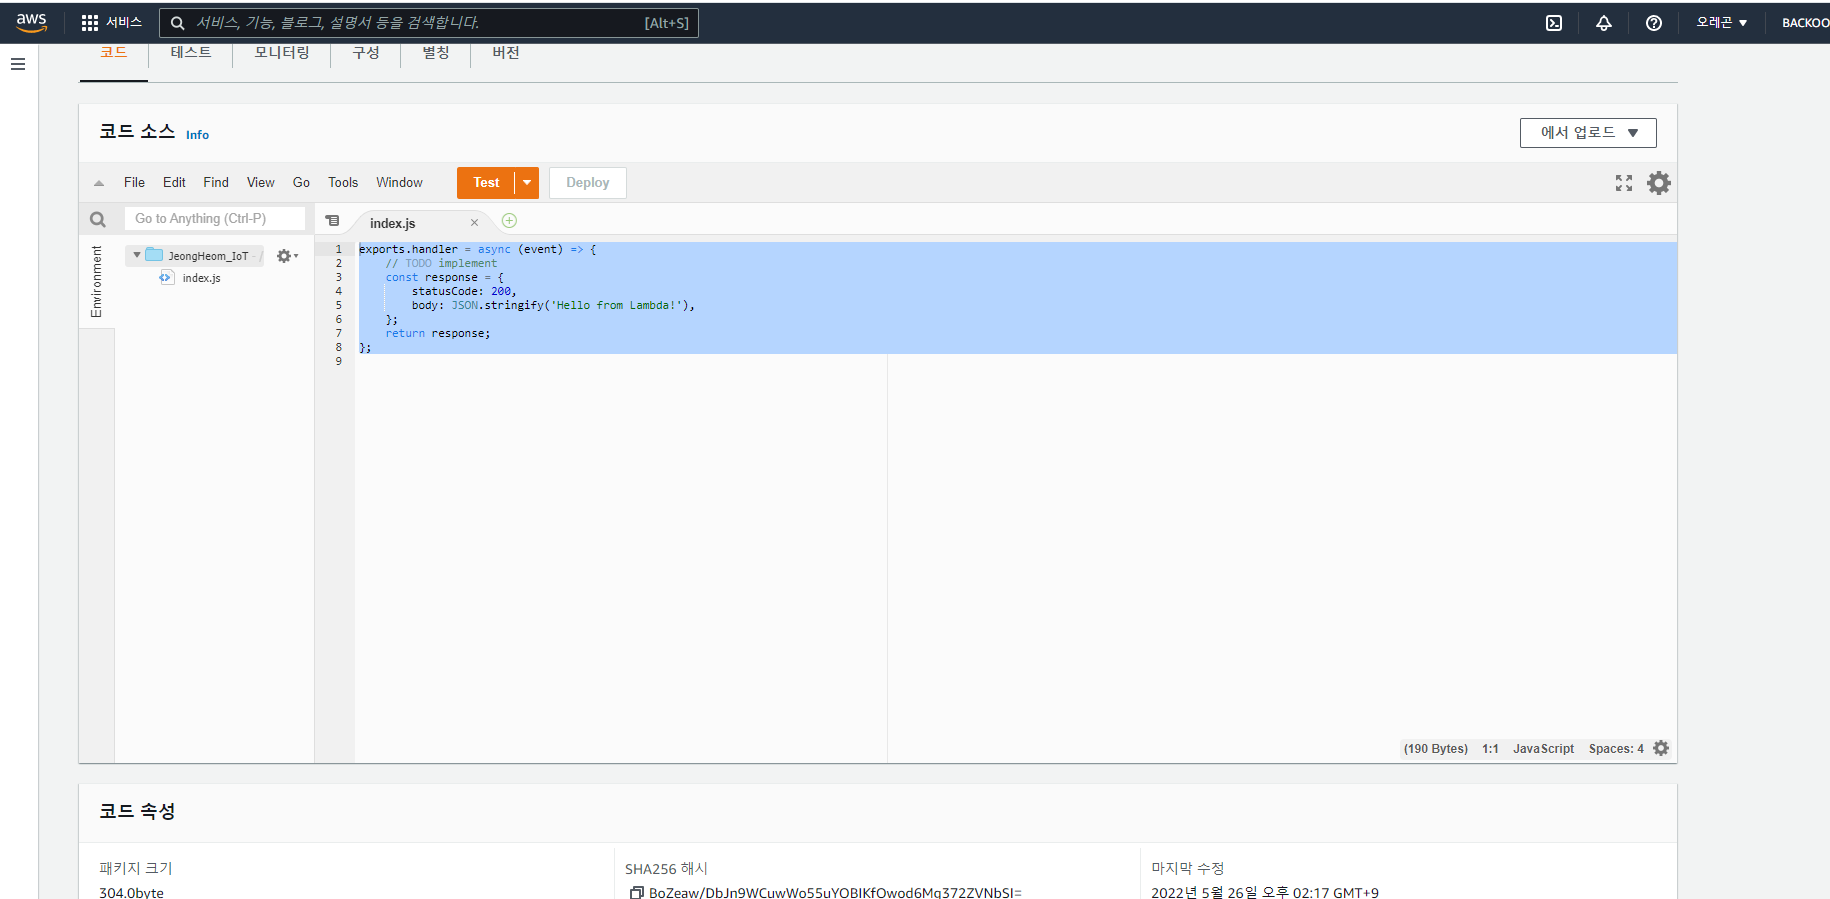 aws 서비스 서비스, 기능, 블로그, 설명서 등을 검색합니다. [Alt+S] 오레곤 ▼ BACKOO
코드 테스트 모니터링 구성 별칭 버전
코드 소스 Info
에서 업로드 ▼
File Edit Find View Go Tools Window Test Deploy
Go to Anything (Ctrl-P)
index.js
Environment
JeongHeom_IoT - /
index.js
1 exports.handler = async (event) => {
2     // TODO implement
3     const response = {
4         statusCode: 200,
5         body: JSON.stringify('Hello from Lambda!'),
6     };
7     return response;
8 };
9
(190 Bytes) 1:1 JavaScript Spaces: 4
코드 속성
패키지 크기
304.0byte
SHA256 해시
BoZeaw/DbJn9WCuwWo55uYOBIKfOwod6Mq372ZVNbSI=
마지막 수정
2022년 5월 26일 오후 02:17 GMT+9